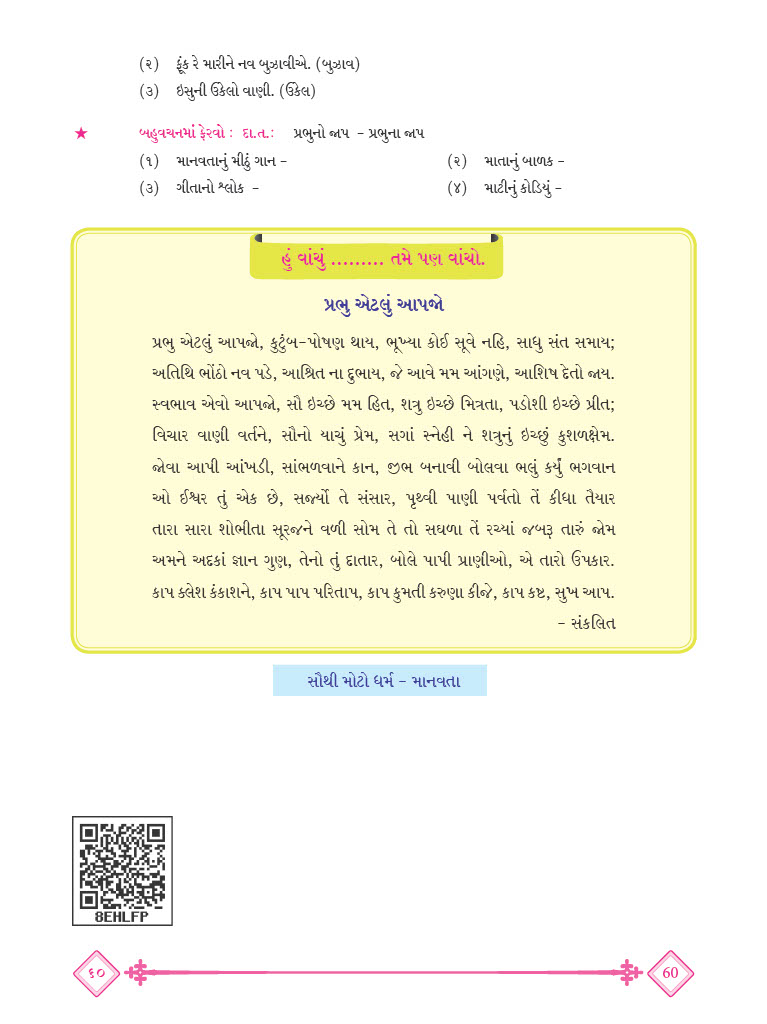 (૨) ફૂંક રે મારીને નવ બુઝાવીએ. (બુઝાવ)
(૩) ઇસુની ઉકેલો વાણી. (ઉકેલ)
★ બહુવચનમાં ફેરવો : દા.ત.: પ્રભુનો જાપ – પ્રભુના જાપ
(૧) માનવતાનું મીઠું ગાન – (૨) માતાનું બાળક –
(૩) ગીતાનો શ્લોક – (૪) માટીનું કોડિયું –
હું વાંચું ......... તમે પણ વાંચો.
પ્રભુ એટલું આપજો
પ્રભુ એટલું આપજો, કુટુંબ-પોષણ થાય, ભૂખ્યા કોઈ સૂવે નહિ, સાધુ સંત સમાય;
અતિથિ ભોંઠો નવ પડે, આશ્રિત ના દુભાય, જે આવે મમ આંગણે, આશિષ દેતો જાય.
સ્વભાવ એવો આપજો, સૌ ઇચ્છે મમ હિત, શત્રુ ઇચ્છે મિત્રતા, પડોશી ઇચ્છે પ્રીત;
વિચાર વાણી વર્તને, સૌનો યાચું પ્રેમ, સગાં સ્નેહી ને શત્રુનું ઇચ્છું કુશળક્ષેમ.
જોવા આપી આંખડી, સાંભળવાને કાન, જીભ બનાવી બોલવા ભલું કર્યું ભગવાન
ઓ ઈશ્વર તું એક છે, સર્જ્યો તે સંસાર, પૃથ્વી પાણી પર્વતો તેં કીધા તૈયાર
તારા સારા શોભીતા સૂરજને વળી સોમ તે તો સઘળા તેં રચ્યાં જબરૂ તારું જોમ
અમને અદકાં જ્ઞાન ગુણ, તેનો તું દાતાર, બોલે પાપી પ્રાણીઓ, એ તારો ઉપકાર.
કાપ ક્લેશ કંકાશને, કાપ પાપ પરિતાપ, કાપ કુમતી કરુણા કીજે, કાપ કષ્ટ, સુખ આપ.
– સંકલિત
સૌથી મોટો ધર્મ – માનવતા
8EHLFP
૬૦ 60